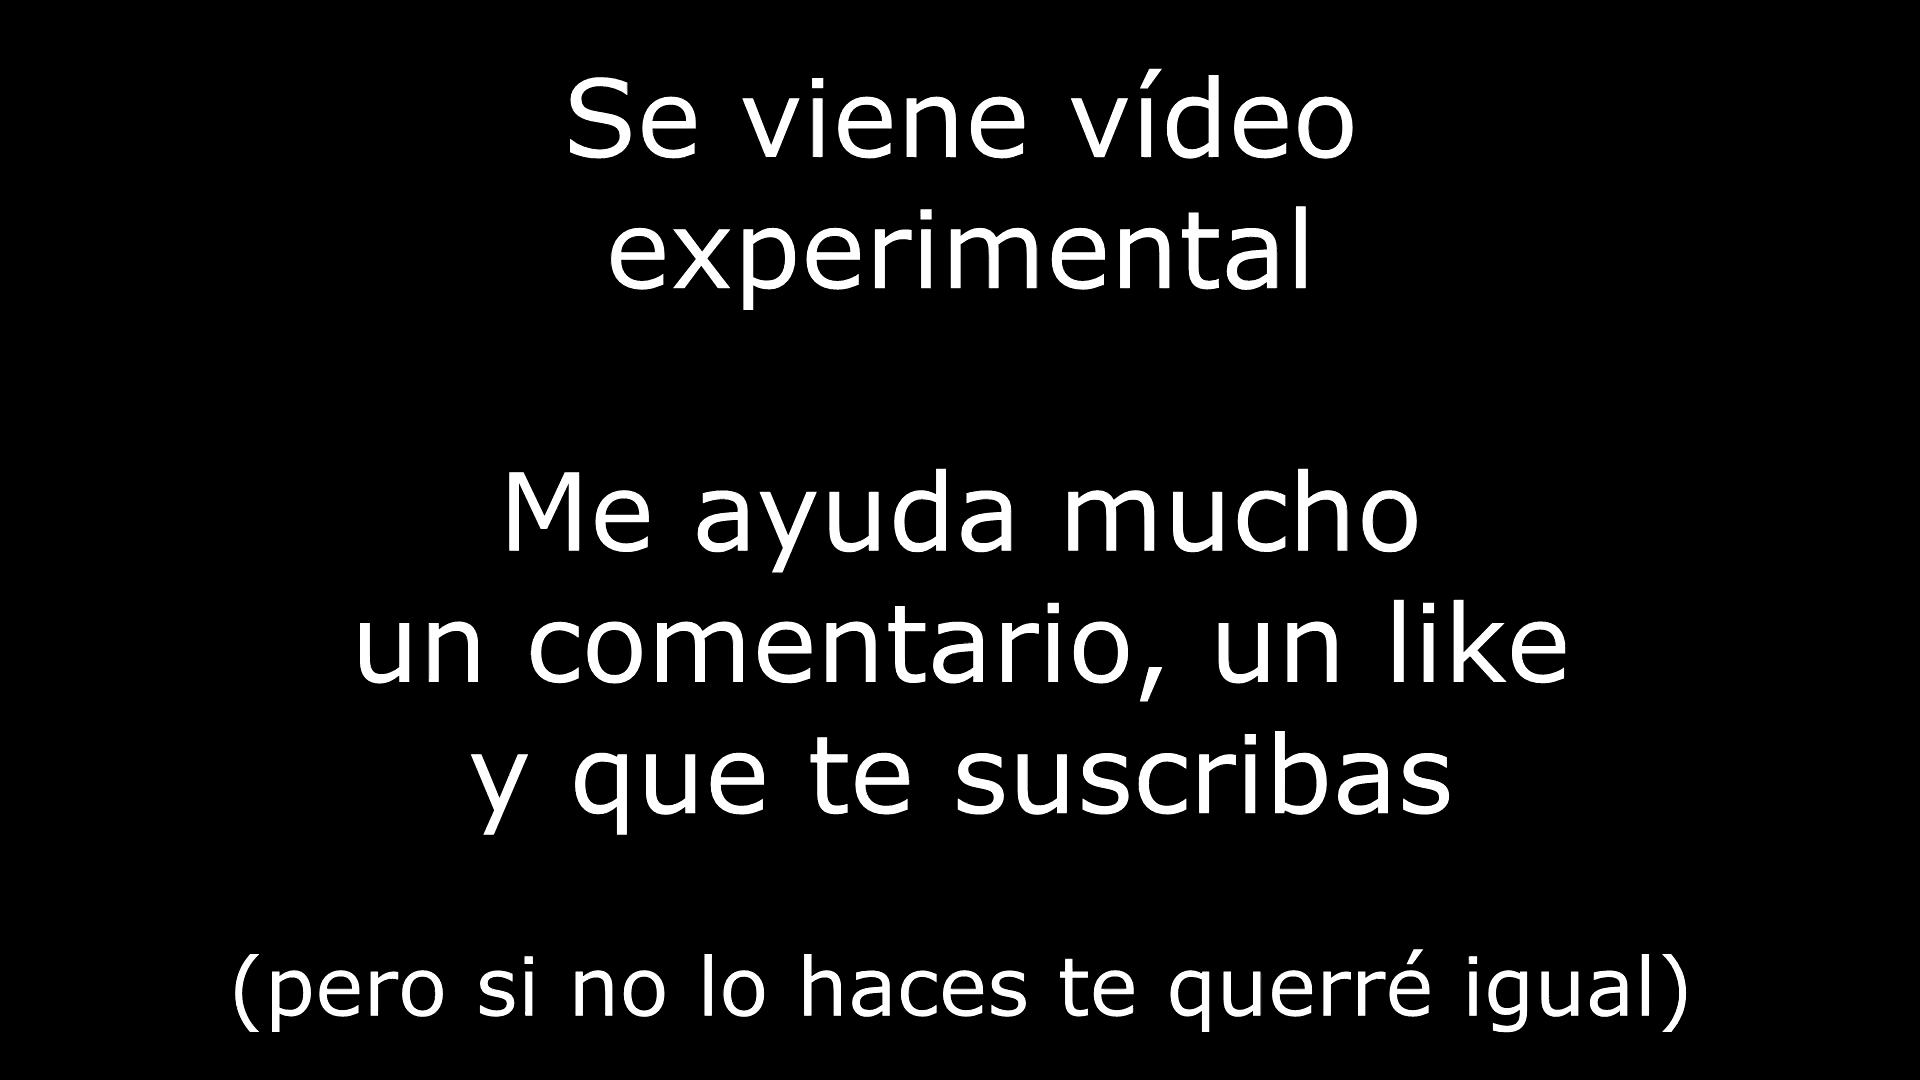 Se viene vídeo
experimental
Me ayuda mucho
un comentario, un like
y que te suscribas
(pero si no lo haces te querré igual)